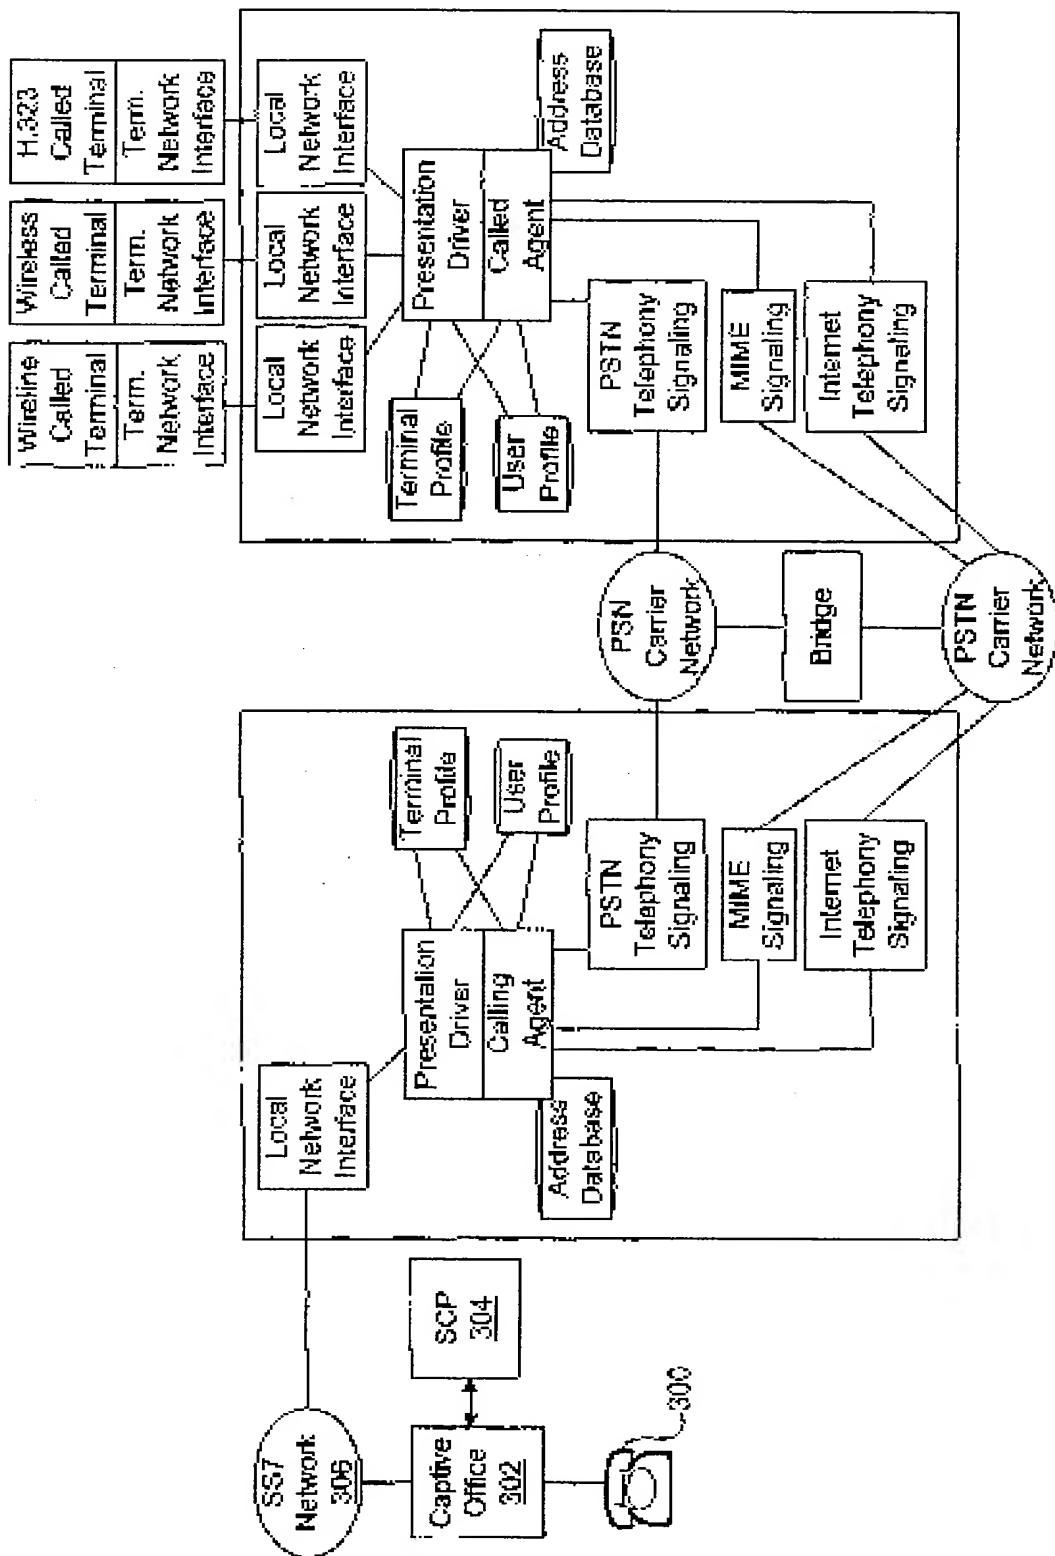 SS7
Network
306
Captive
Office
302
SCP
304
300
Local
Network
Interface
Presentation
Driver
Calling
Agent
Terminal
Profile
User
Profile
Address
Database
PSTN
Telephony
Signaling
MIME
Signaling
Internet
Telephony
Signaling
PSN
Carrier
Network
Bridge
PSTN
Carrier
Network
Wireline
Called
Terminal
Term.
Network
Interface
Wireless
Called
Terminal
Term.
Network
Interface
H.323
Called
Terminal
Term.
Network
Interface
Local
Network
Interface
Local
Network
Interface
Local
Network
Interface
Terminal
Profile
User
Profile
Presentation
Driver
Called
Agent
Address
Database
PSTN
Telephony
Signaling
MIME
Signaling
Internet
Telephony
Signaling